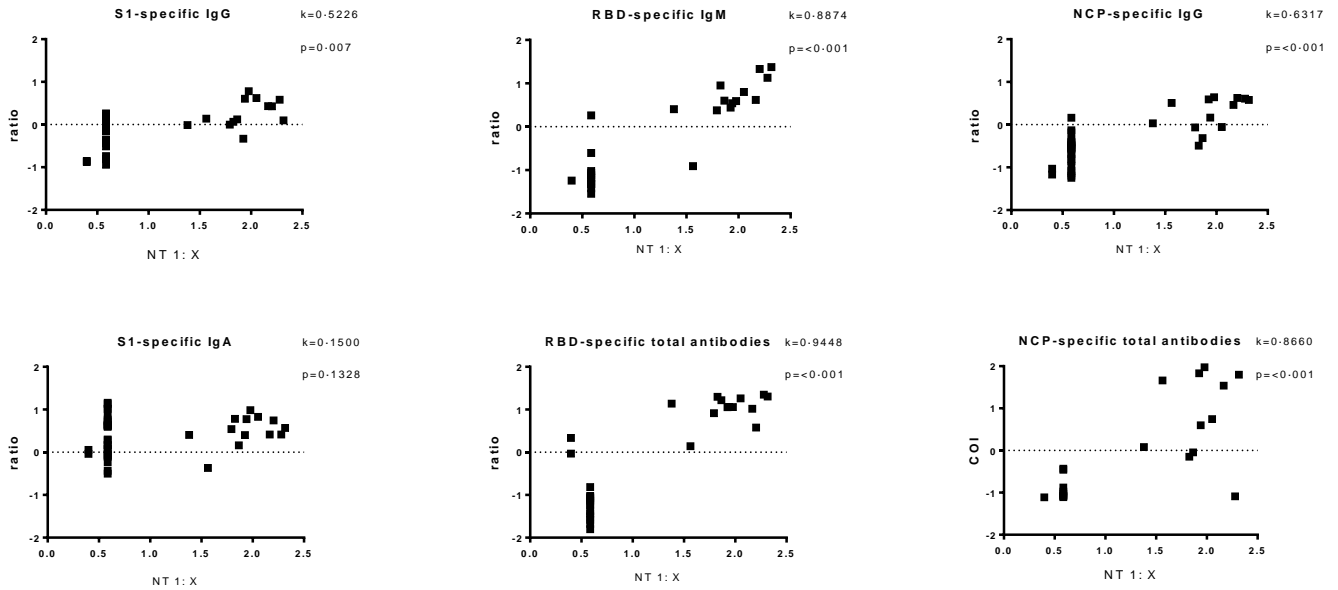 S1-specific IgG
k=0·5226
p=0·007
2
1
0
-1
-2
ratio
0.0 0.5 1.0 1.5 2.0 2.5
NT 1: X
RBD-specific IgM
k=0·8874
p=<0·001
2
1
0
-1
-2
ratio
0.0 0.5 1.0 1.5 2.0 2.5
NT 1: X
NCP-specific IgG
k=0·6317
p=<0·001
2
1
0
-1
-2
ratio
0.0 0.5 1.0 1.5 2.0 2.5
NT 1: X
S1-specific IgA
k=0·1500
p=0·1328
2
1
0
-1
-2
ratio
0.0 0.5 1.0 1.5 2.0 2.5
NT 1: X
RBD-specific total antibodies
k=0·9448
p=<0·001
2
1
0
-1
-2
ratio
0.0 0.5 1.0 1.5 2.0 2.5
NT 1: X
NCP-specific total antibodies
k=0·8660
p=<0·001
2
1
0
-1
-2
COI
0.0 0.5 1.0 1.5 2.0 2.5
NT 1: X